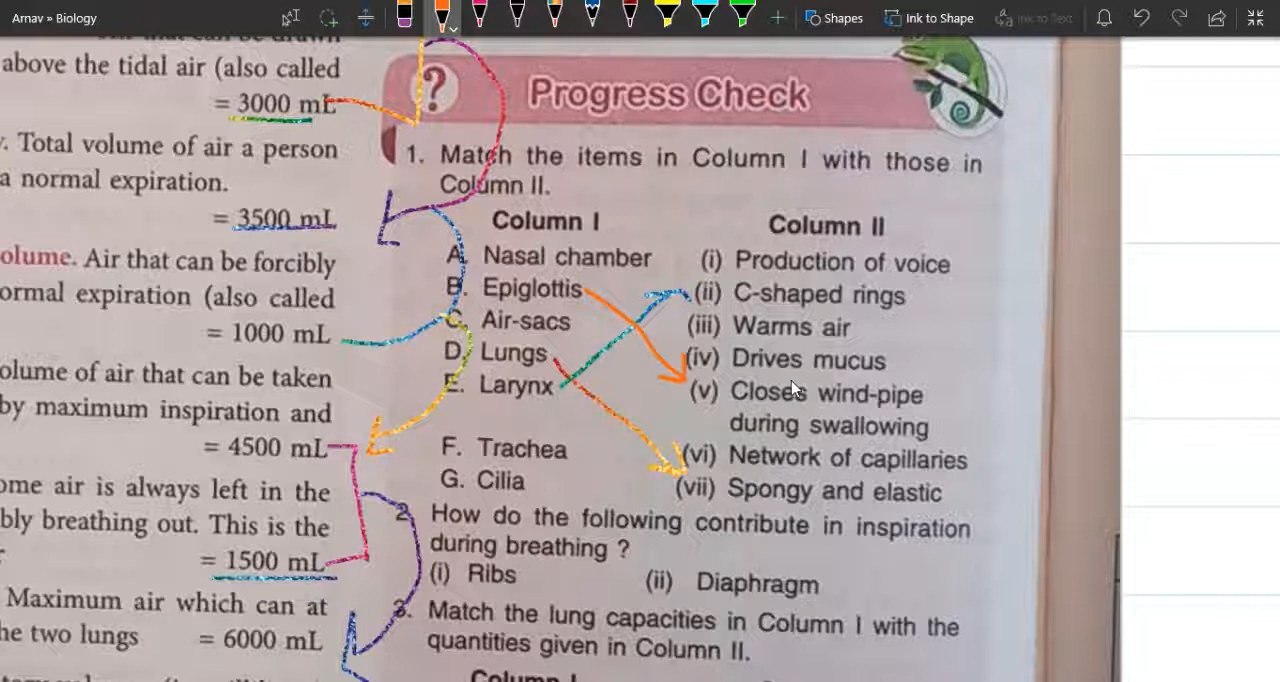 Arnav » Biology
Shapes
Ink to Shape
Ink to Text
above the tidal air (also called
= 3000 mL
. Total volume of air a person
a normal expiration.
= 3500 mL
olume. Air that can be forcibly
ormal expiration (also called
= 1000 mL
olume of air that can be taken
by maximum inspiration and
= 4500 mL
ome air is always left in the
bly breathing out. This is the
= 1500 mL
Maximum air which can at
he two lungs = 6000 mL
? Progress Check
1. Match the items in Column I with those in
Column II.
Column I Column II
A. Nasal chamber (i) Production of voice
B. Epiglottis (ii) C-shaped rings
C. Air-sacs (iii) Warms air
D. Lungs (iv) Drives mucus
E. Larynx (v) Closes wind-pipe
during swallowing
F. Trachea (vi) Network of capillaries
G. Cilia (vii) Spongy and elastic
2. How do the following contribute in inspiration
during breathing ?
(i) Ribs (ii) Diaphragm
3. Match the lung capacities in Column I with the
quantities given in Column II.
Column I